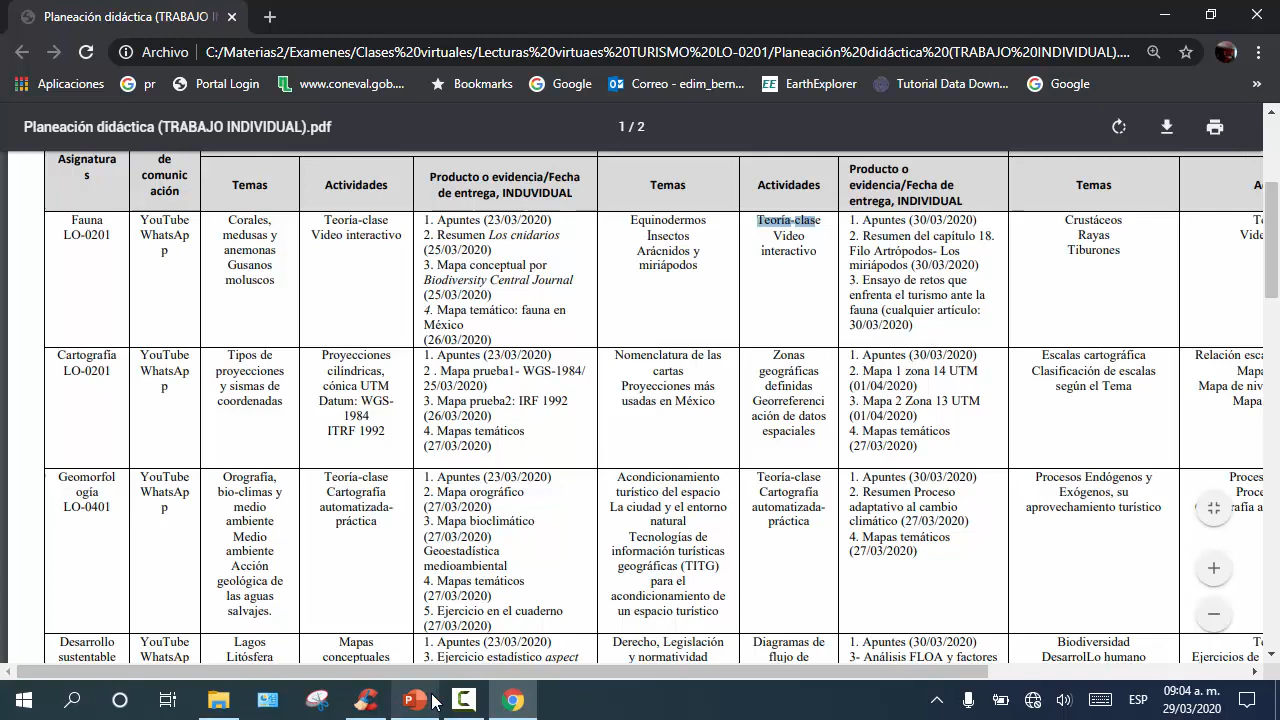 Planeación didáctica (TRABAJO I
Archivo
C:/Materias2/Examenes/Clases%20virtuales/Lecturas%20virtuaes%20TURISMO%20LO-0201/Planeación%20didáctica%20(TRABAJO%20INDIVIDUAL)....
Aplicaciones
pr
Portal Login
www.coneval.gob....
Bookmarks
Google
Correo - edim_bern...
EE EarthExplorer
Tutorial Data Down...
Google
»
Planeación didáctica (TRABAJO INDIVIDUAL).pdf
1 / 2
Asignatura
s
de
comunic
ación
Temas
Actividades
Producto o evidencia/Fecha
de entrega, INDUVIDUAL
Temas
Actividades
Producto o
evidencia/Fecha de
entrega, INDIVIDUAL
Temas
Fauna
LO-0201
YouTube
WhatsAp
p
Corales,
medusas y
anemonas
Gusanos
moluscos
Teoría-clase
Video interactivo
1. Apuntes (23/03/2020)
2. Resumen Los cnidarios
(25/03/2020)
3. Mapa conceptual por
Biodiversity Central Journal
(25/03/2020)
4. Mapa temático: fauna en
México
(26/03/2020)
Equinodermos
Insectos
Arácnidos y
miriápodos
Teoría-clase
Video
interactivo
1. Apuntes (30/03/2020)
2. Resumen del capítulo 18.
Filo Artrópodos- Los
miriápodos (30/03/2020)
3. Ensayo de retos que
enfrenta el turismo ante la
fauna (cualquier artículo:
30/03/2020)
Crustáceos
Rayas
Tiburones
Te
Vide
Cartografía
LO-0201
YouTube
WhatsAp
p
Tipos de
proyecciones
y sismas de
coordenadas
Proyecciones
cilíndricas,
cónica UTM
Datum: WGS-
1984
ITRF 1992
1. Apuntes (23/03/2020)
2 . Mapa prueba1- WGS-1984/
25/03/2020)
3. Mapa prueba2: IRF 1992
(26/03/2020)
4. Mapas temáticos
(27/03/2020)
Nomenclatura de las
cartas
Proyecciones más
usadas en México
Zonas
geográficas
definidas
Georreferenci
ación de datos
espaciales
1. Apuntes (30/03/2020)
2. Mapa 1 zona 14 UTM
(01/04/2020)
3. Mapa 2 Zona 13 UTM
(01/04/2020)
4. Mapas temáticos
(27/03/2020)
Escalas cartográfica
Clasificación de escalas
según el Tema
Relación esca
Mapa
Mapa de niv
Mapa
Geomorfol
ogía
LO-0401
YouTube
WhatsAp
p
Orografía,
bio-climas y
medio
ambiente
Medio
ambiente
Acción
geológica de
las aguas
salvajes.
Teoría-clase
Cartografía
automatizada-
práctica
1. Apuntes (23/03/2020)
2. Mapa orográfico
(27/03/2020)
3. Mapa bioclimático
(27/03/2020)
Geoestadística
medioambiental
4. Mapas temáticos
(27/03/2020)
5. Ejercicio en el cuaderno
(27/03/2020)
Acondicionamiento
turístico del espacio
La ciudad y el entorno
natural
Tecnologías de
información turísticas
geográficas (TITG)
para el
acondicionamiento de
un espacio turístico
Teoría-clase
Cartografía
automatizada-
práctica
1. Apuntes (30/03/2020)
2. Resumen Proceso
adaptativo al cambio
climático (27/03/2020)
4. Mapas temáticos
(27/03/2020)
Procesos Endógenos y
Exógenos, su
aprovechamiento turístico
Proces
Proce
Desarrollo
sustentable
YouTube
WhatsAp
Lagos
Litósfera
Mapas
conceptuales
1. Apuntes (23/03/2020)
3. Ejercicio estadístico aspect
Derecho, Legislación
y normatividad
Diagramas de
flujo de
1. Apuntes (30/03/2020)
3- Análisis FLOA y factores
Biodiversidad
DesarrolLo humano
Te
Ejercicios de
ESP
09:04 a. m.
29/03/2020